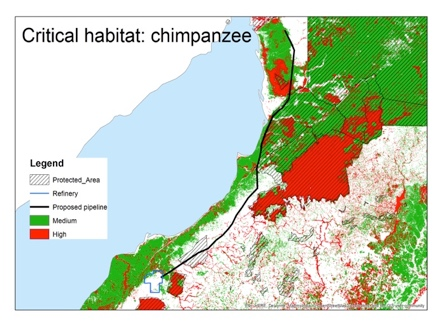 Critical habitat: chimpanzee
Legend
Protected_Area
Refinery
Proposed pipeline
Medium
High